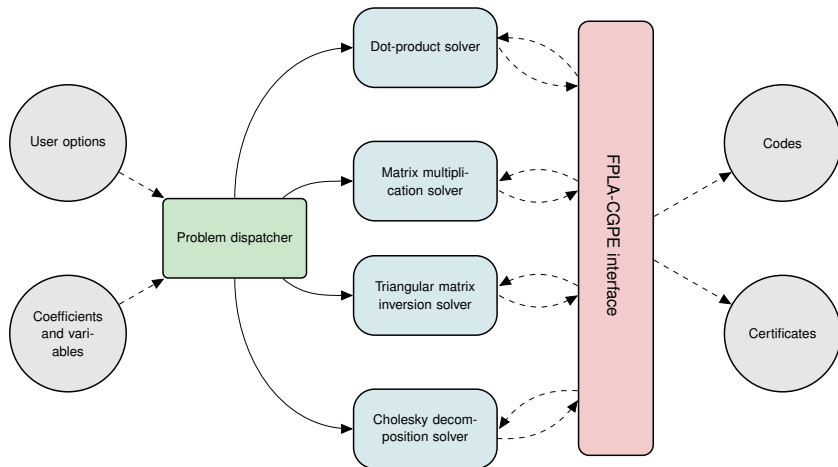 Dot-product solver
User options
Matrix multipli-
cation solver
Codes
Problem dispatcher
FPLA-CGPE interface
Coefficients
and vari-
ables
Triangular matrix
inversion solver
Certificates
Cholesky decom-
position solver